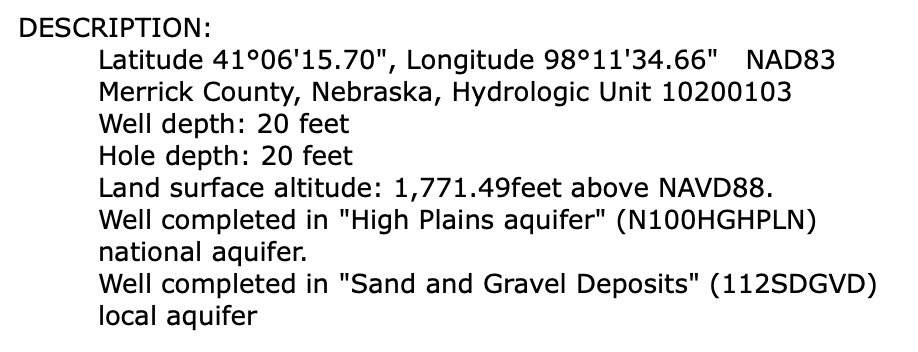 DESCRIPTION:
Latitude 41°06'15.70", Longitude 98°11'34.66" NAD83
Merrick County, Nebraska, Hydrologic Unit 10200103
Well depth: 20 feet
Hole depth: 20 feet
Land surface altitude: 1,771.49feet above NAVD88.
Well completed in "High Plains aquifer" (N100HGHPLN)
national aquifer.
Well completed in "Sand and Gravel Deposits" (112SDGVD)
local aquifer